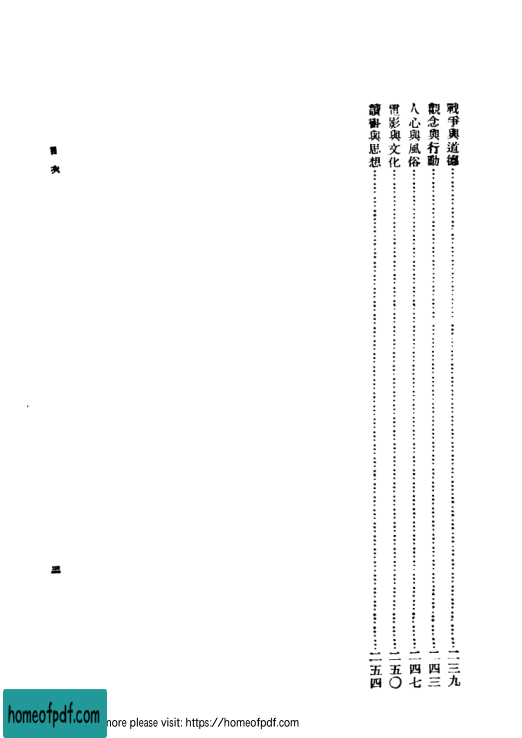 戰爭與道德……二三九
觀念與行動……二四三
人心與風俗……二四七
電影與文化……二五〇
讀書與思想……二五四
目次
三
homeofpdf.com
more please visit: https://homeofpdf.com